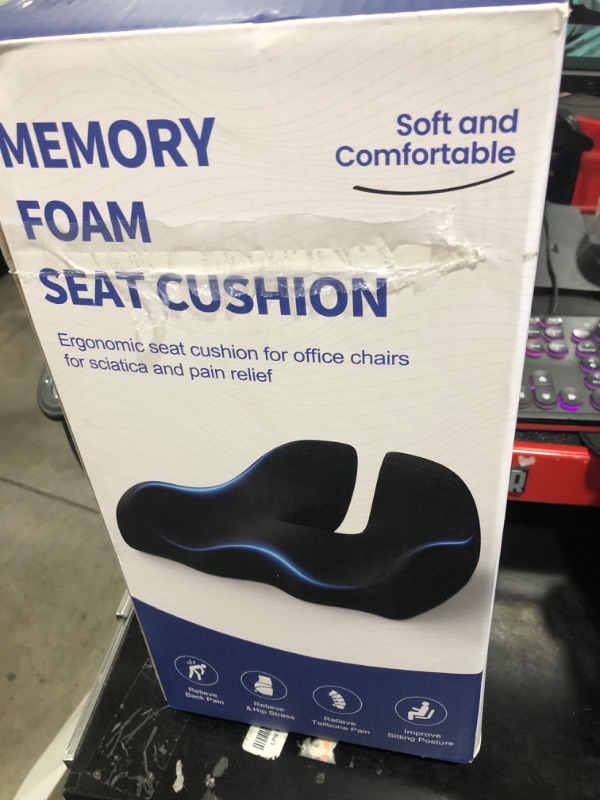 MEMORY
FOAM
SEAT CUSHION
Soft and
Comfortable
Ergonomic seat cushion for office chairs
for sciatica and pain relief
Relieve
Back Pain
Relieve
& Hip Stress
Relieve
Tailbone Pain
Improve
Sitting Posture
LPN
R